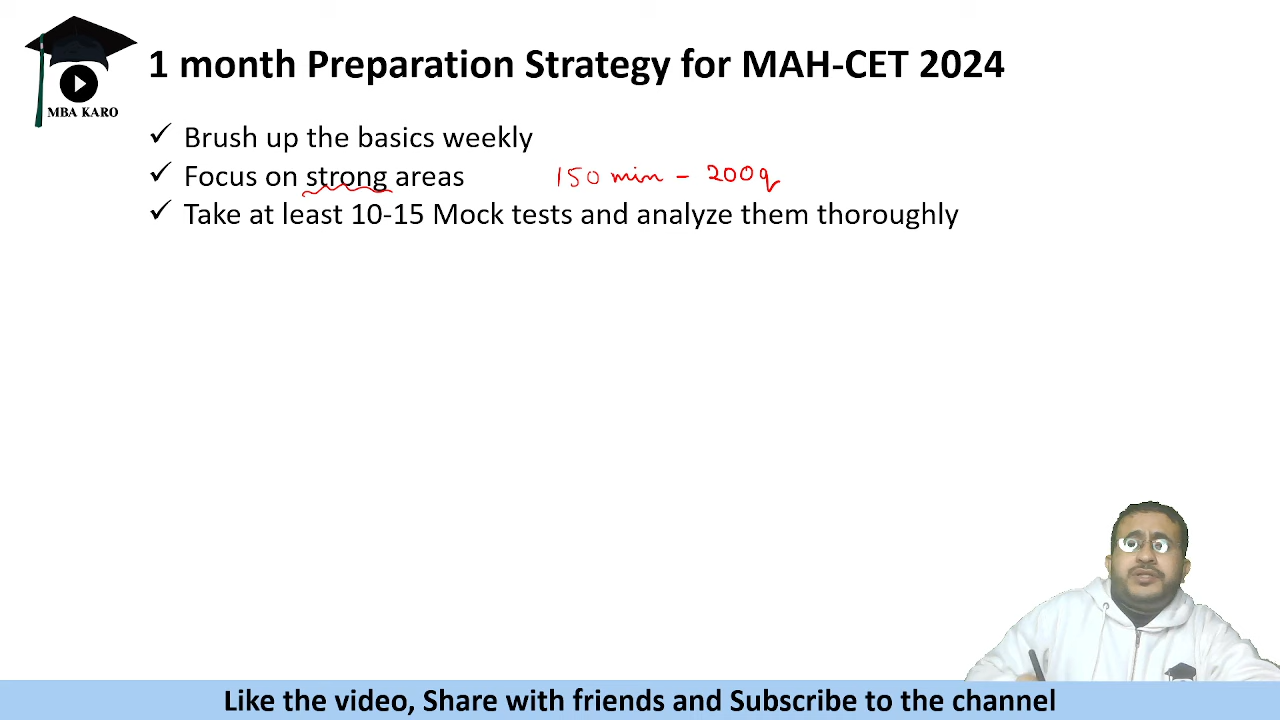 1 month Preparation Strategy for MAH-CET 2024
MBA KARO
✓ Brush up the basics weekly
✓ Focus on strong areas 150 min - 200q
✓ Take at least 10-15 Mock tests and analyze them thoroughly
Like the video, Share with friends and Subscribe to the channel